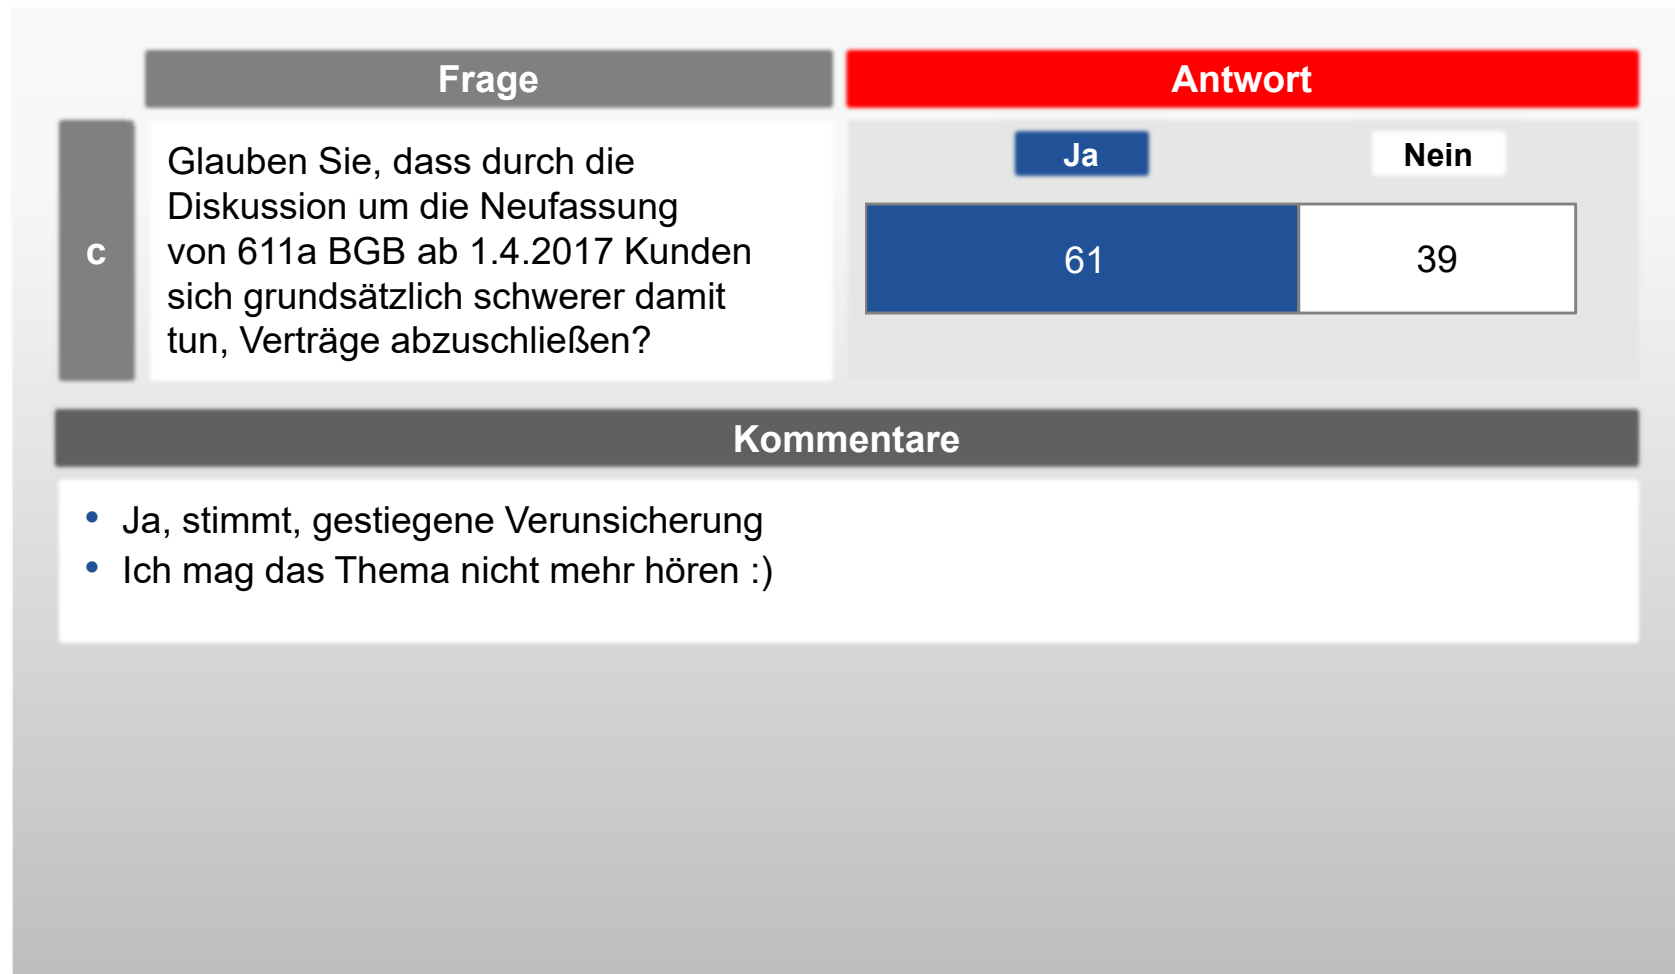 Frage
Antwort
c
Glauben Sie, dass durch die
Diskussion um die Neufassung
von 611a BGB ab 1.4.2017 Kunden
sich grundsätzlich schwerer damit
tun, Verträge abzuschließen?
Ja
Nein
61
39
Kommentare
• Ja, stimmt, gestiegene Verunsicherung
• Ich mag das Thema nicht mehr hören :)